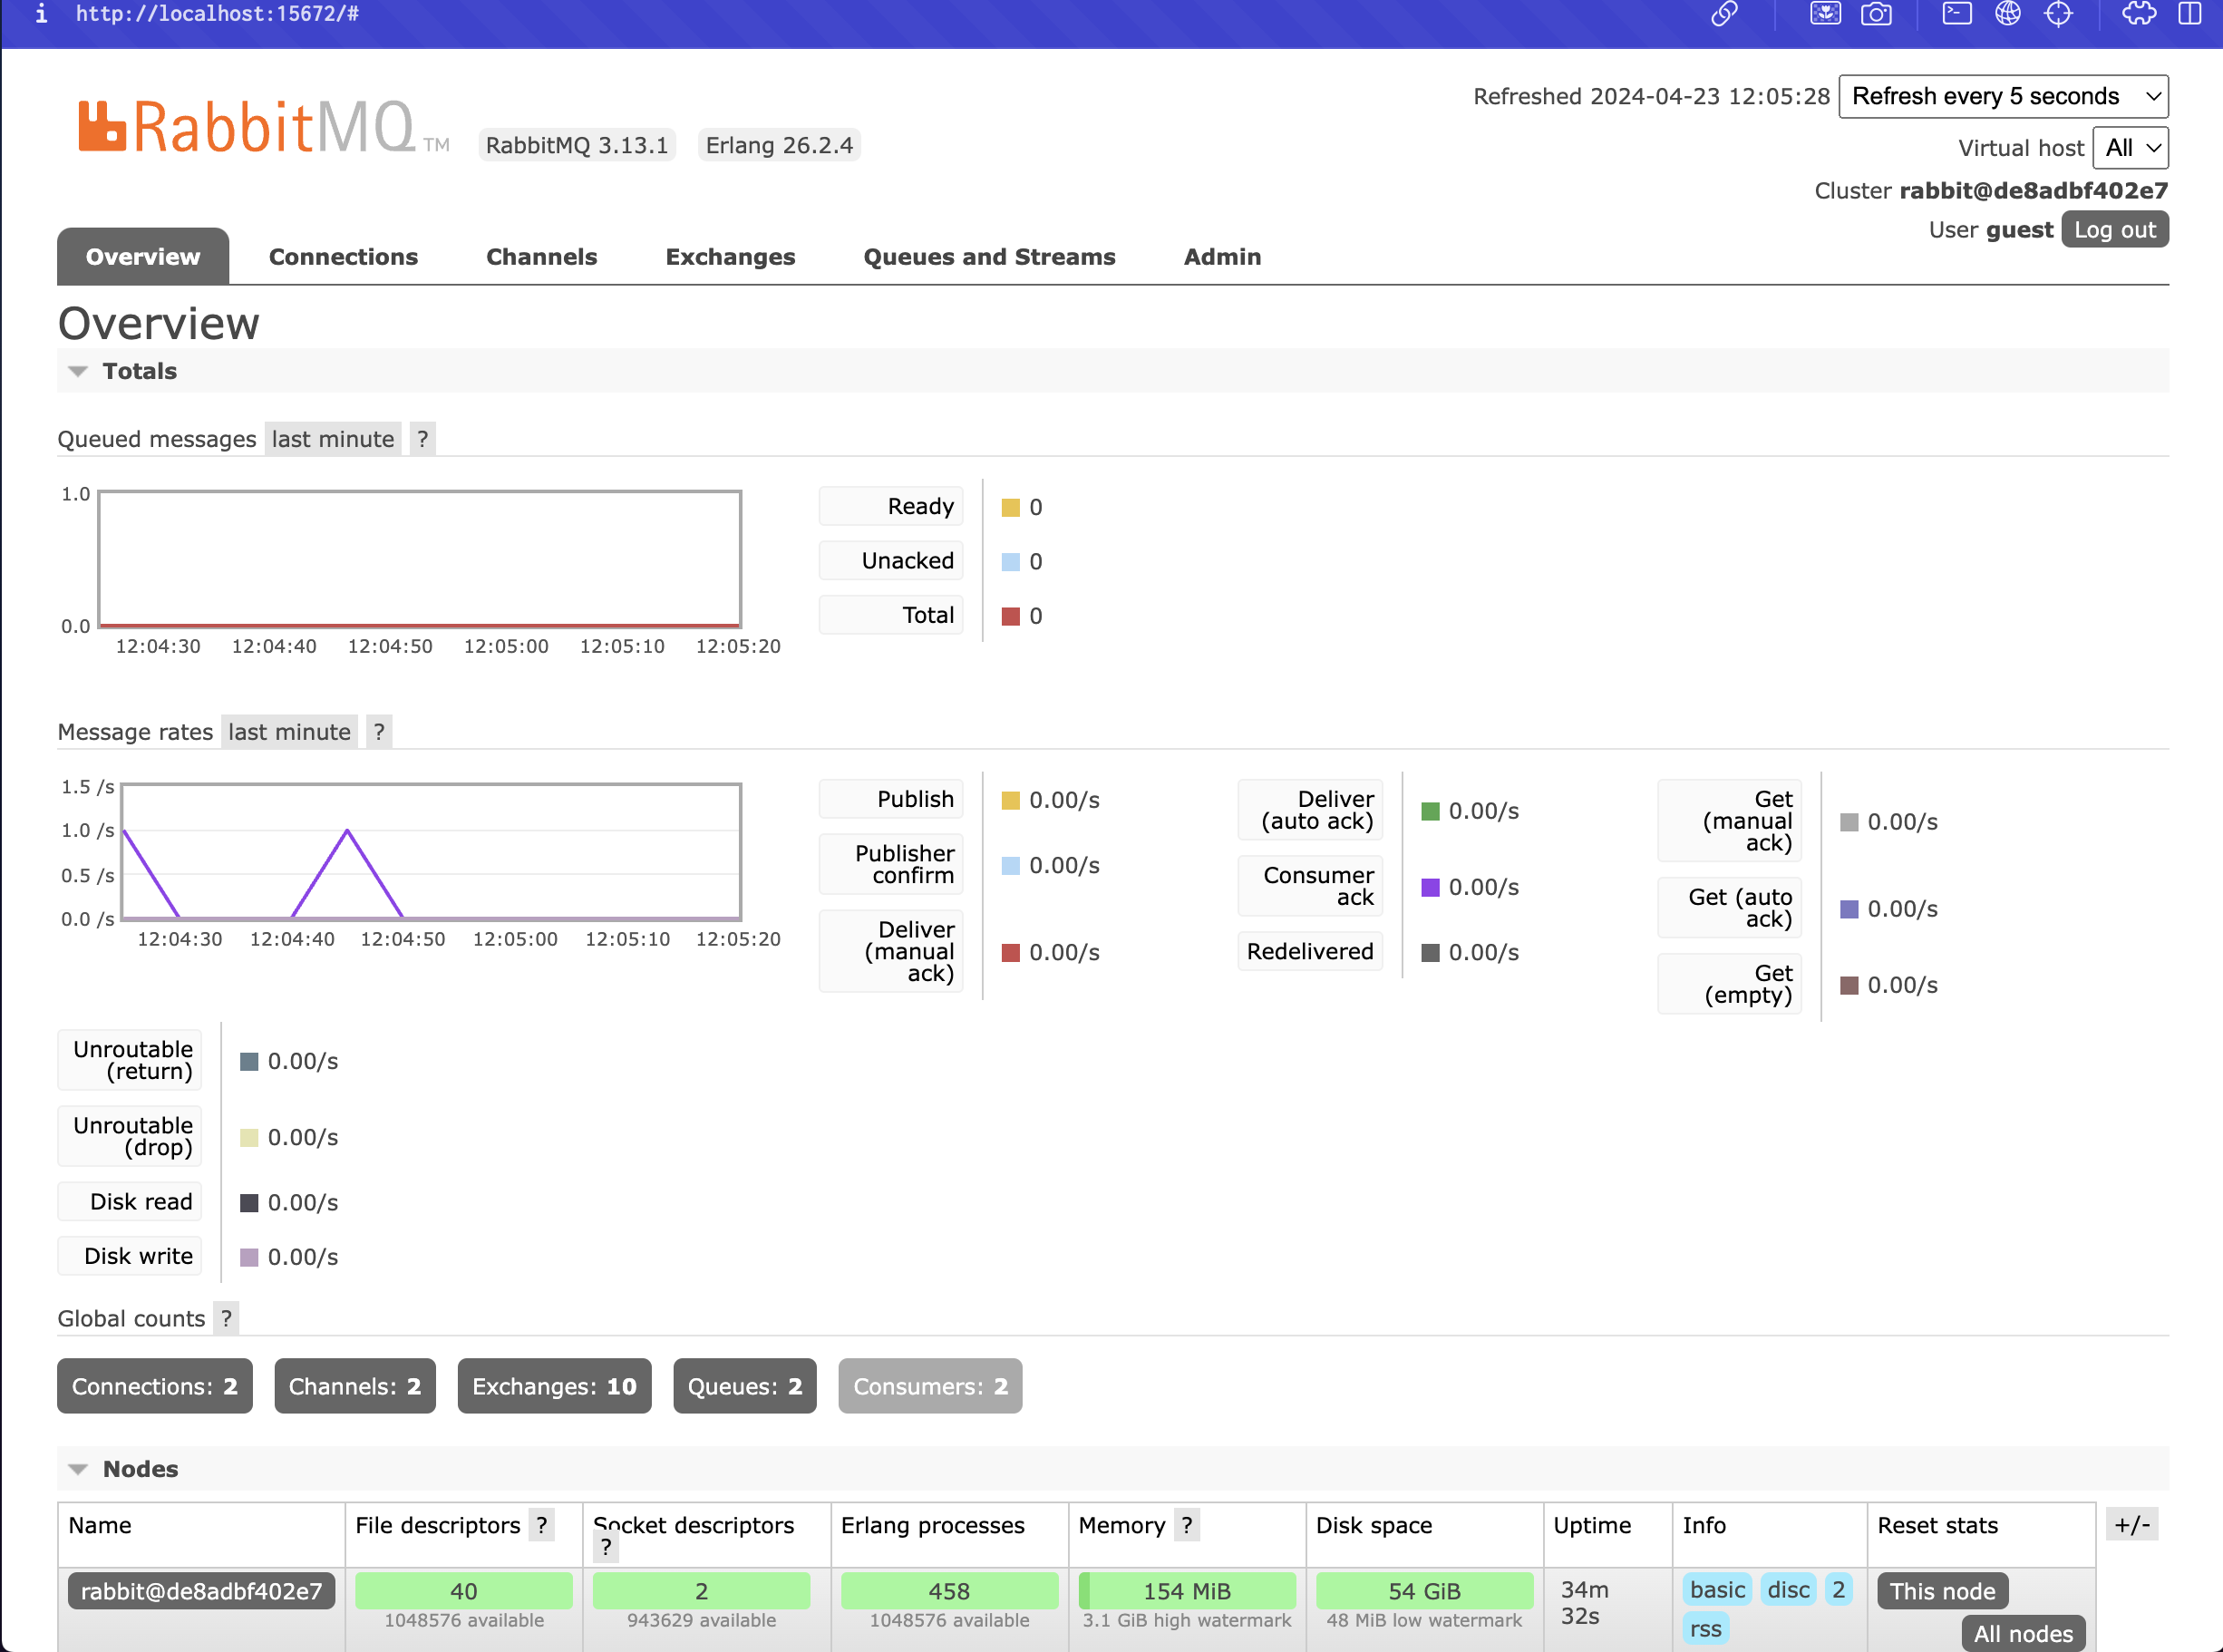 i http://localhost:15672/#
RabbitMQ TM RabbitMQ 3.13.1 Erlang 26.2.4
Refreshed 2024-04-23 12:05:28 Refresh every 5 seconds
Virtual host All
Cluster rabbit@de8adbf402e7
User guest Log out
Overview Connections Channels Exchanges Queues and Streams Admin
Overview
Totals
Queued messages last minute ?
1.0
0.0
12:04:30 12:04:40 12:04:50 12:05:00 12:05:10 12:05:20
Ready 0
Unacked 0
Total 0
Message rates last minute ?
1.5 /s
1.0 /s
0.5 /s
0.0 /s
12:04:30 12:04:40 12:04:50 12:05:00 12:05:10 12:05:20
Publish 0.00/s
Publisher
confirm 0.00/s
Deliver
(manual 0.00/s
ack)
Deliver
(auto ack) 0.00/s
Consumer
ack 0.00/s
Redelivered 0.00/s
Get
(manual 0.00/s
ack)
Get (auto
ack) 0.00/s
Get
(empty) 0.00/s
Unroutable
(return) 0.00/s
Unroutable
(drop) 0.00/s
Disk read 0.00/s
Disk write 0.00/s
Global counts ?
Connections: 2 Channels: 2 Exchanges: 10 Queues: 2 Consumers: 2
Nodes
Name File descriptors ? Socket descriptors ? Erlang processes Memory ? Disk space Uptime Info Reset stats +/-
rabbit@de8adbf402e7 40 2 458 154 MiB 54 GiB 34m basic disc 2 This node
1048576 available 943629 available 1048576 available 3.1 GiB high watermark 48 MiB low watermark 32s rss All nodes